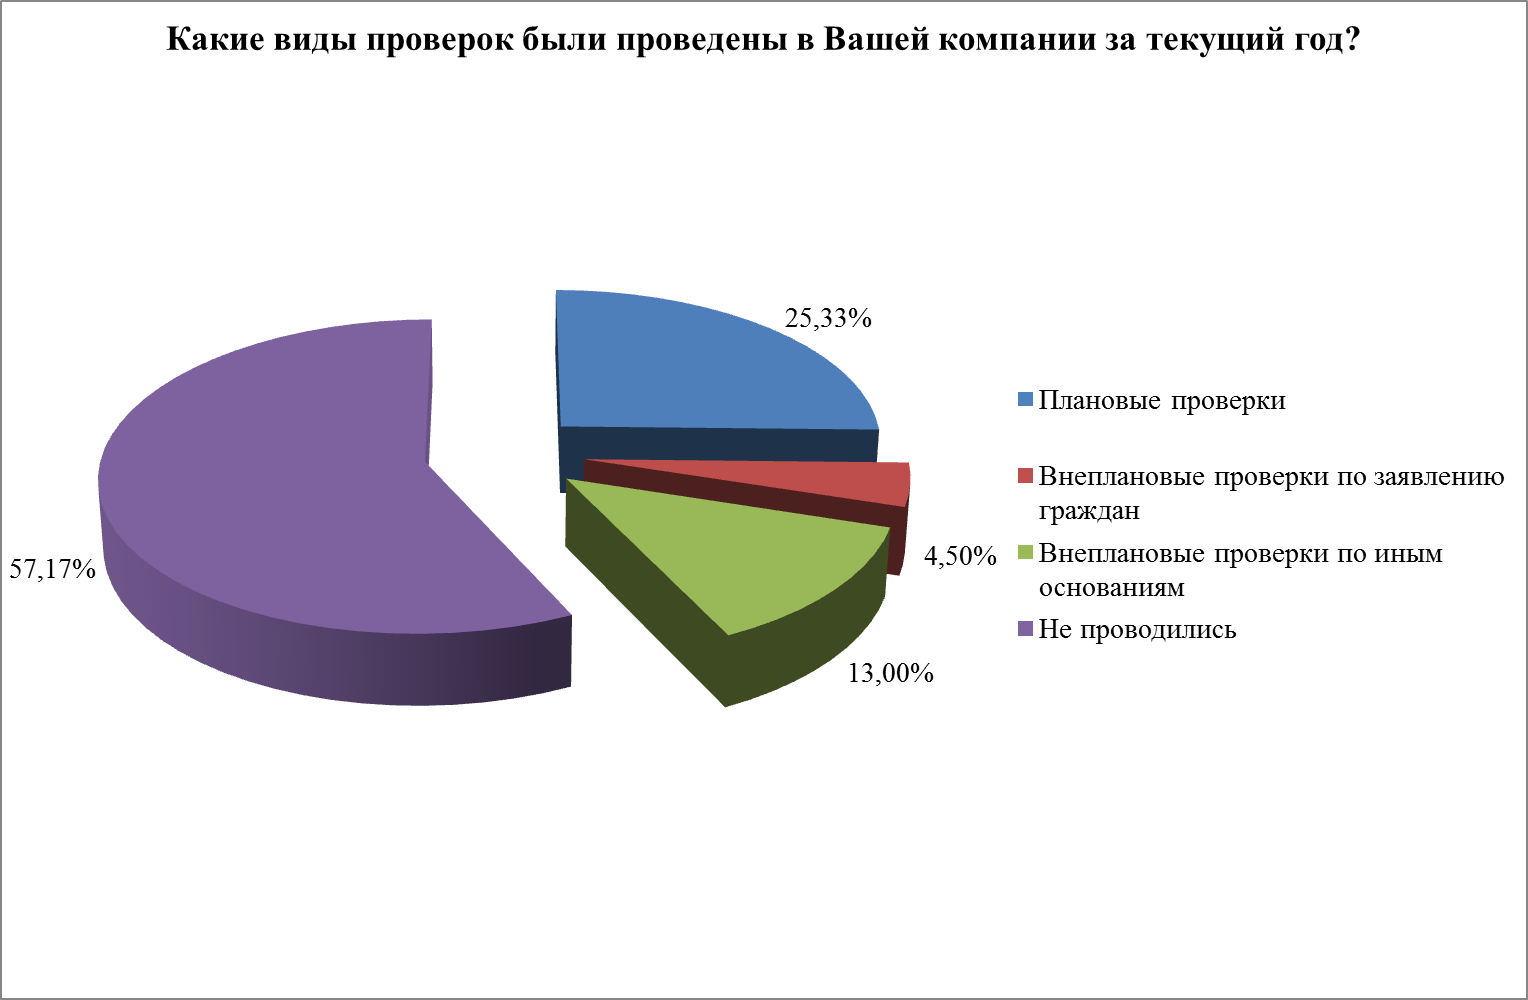 Какие виды проверок были проведены в Вашей компании за текущий год?
25,33%
4,50%
13,00%
57,17%
Плановые проверки
Внеплановые проверки по заявлению
граждан
Внеплановые проверки по иным
основаниям
Не проводились